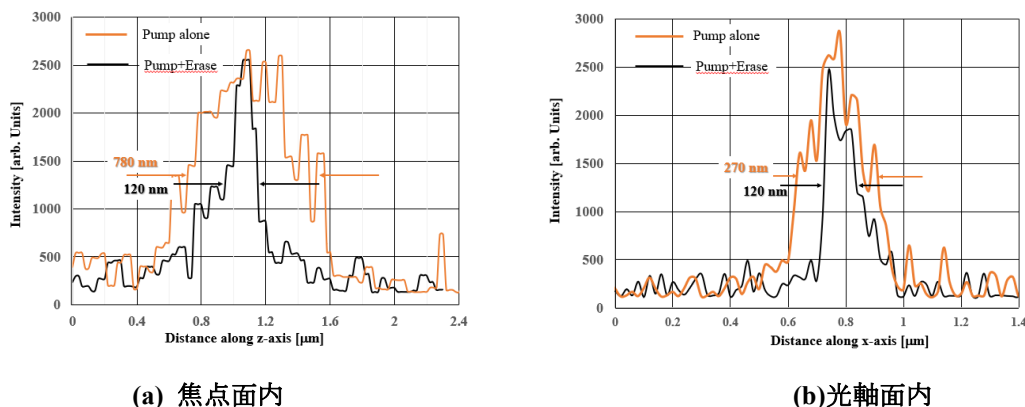 3000
2500
2000
1500
1000
500
0
Intensity [arb. Units]
Pump alone
Pump+Erase
780 nm
120 nm
0 0.4 0.8 1.2 1.6 2 2.4
Distance along z-axis [μm]
(a) 焦点面内
3000
2500
2000
1500
1000
500
0
Intensity [arb. Units]
Pump alone
Pump+Erase
270 nm
120 nm
0 0.2 0.4 0.6 0.8 1 1.2 1.4
Distance along x-axis [μm]
(b)光軸面内